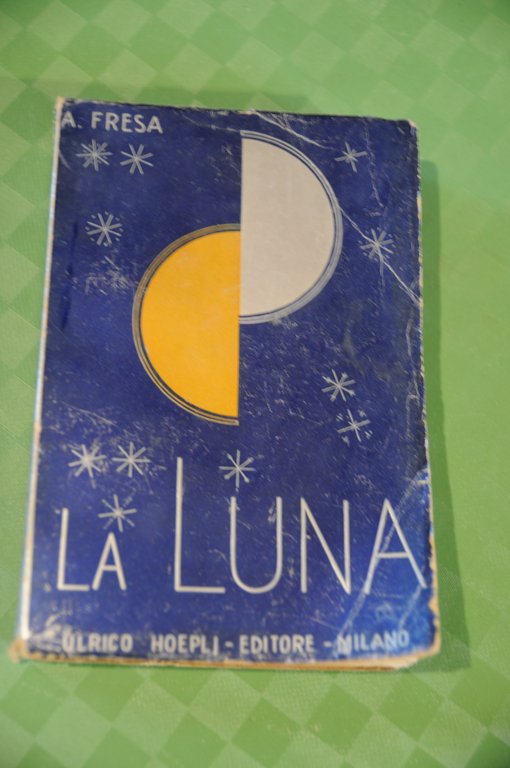 A. FRESA
LA LUNA
ULRICO HOEPLI - EDITORE - MILANO